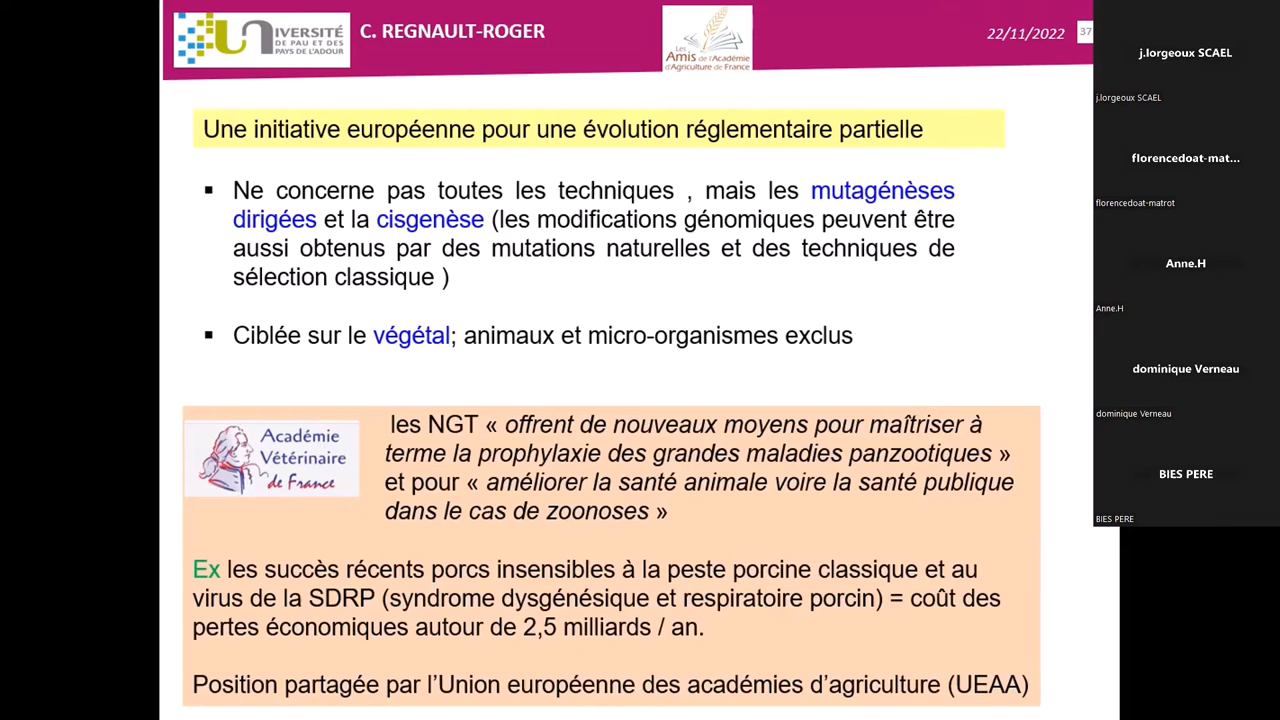 UNIVERSITÉ
DE PAU ET DES
PAYS DE L'ADOUR
C. REGNAULT-ROGER
Les
Amis de l'Académie
d'Agriculture de France
22/11/2022
37
Une initiative européenne pour une évolution réglementaire partielle
▪ Ne concerne pas toutes les techniques , mais les mutagénèses
dirigées et la cisgenèse (les modifications génomiques peuvent être
aussi obtenus par des mutations naturelles et des techniques de
sélection classique )
▪ Ciblée sur le végétal; animaux et micro-organismes exclus
Académie
Vétérinaire
de France
les NGT « offrent de nouveaux moyens pour maîtriser à
terme la prophylaxie des grandes maladies panzootiques »
et pour « améliorer la santé animale voire la santé publique
dans le cas de zoonoses »
Ex les succès récents porcs insensibles à la peste porcine classique et au
virus de la SDRP (syndrome dysgénésique et respiratoire porcin) = coût des
pertes économiques autour de 2,5 milliards / an.
Position partagée par l'Union européenne des académies d'agriculture (UEAA)
j.lorgeoux SCAEL
j.lorgeoux SCAEL
florencedoat-mat...
florencedoat-matrot
Anne.H
Anne.H
dominique Verneau
dominique Verneau
BIES PERE
BIES PERE